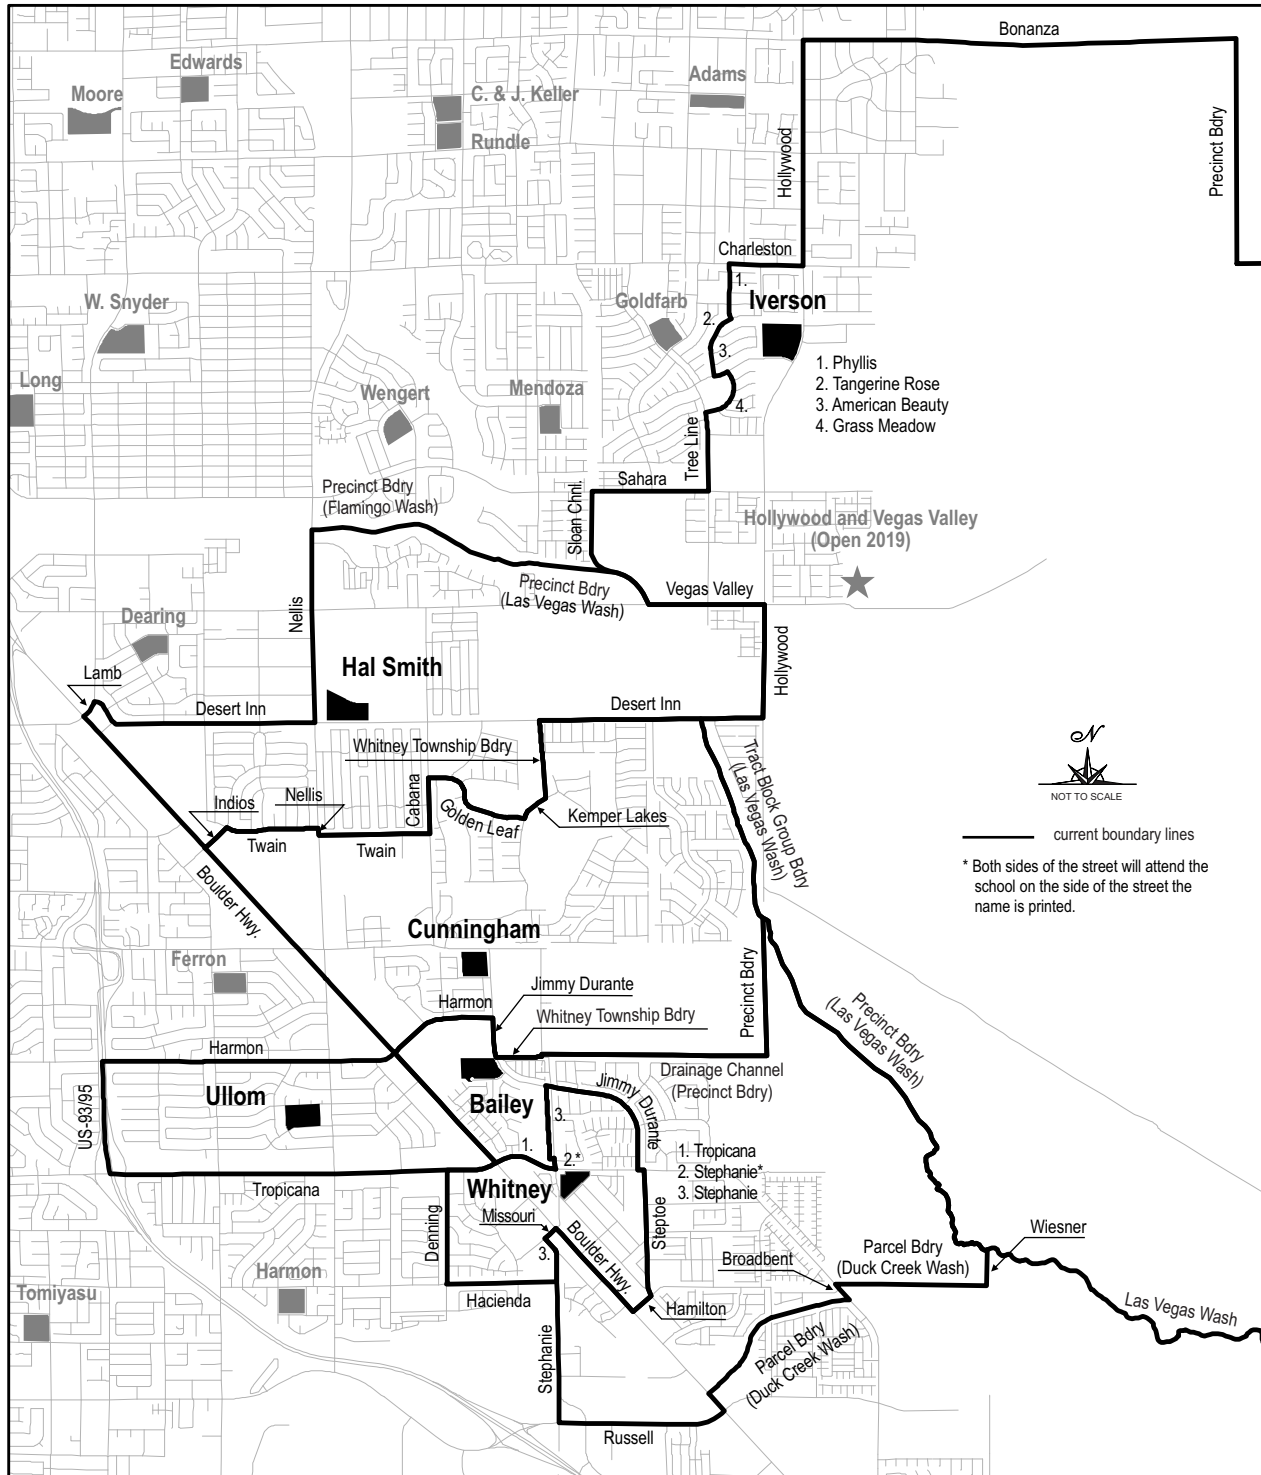 Bonanza
Edwards
Moore
C. & J. Keller
Rundle
Adams
Hollywood
Precinct Bdry
Charleston
1.
Iverson
W. Snyder
Goldfarb
2.
3.
1. Phyllis
2. Tangerine Rose
3. American Beauty
4. Grass Meadow
Long
Wengert
Mendoza
4.
Tree Line
Sahara
Precinct Bdry
(Flamingo Wash)
Sloan Chnl.
Hollywood and Vegas Valley
(Open 2019)
Precinct Bdry
(Las Vegas Wash)
Vegas Valley
Nellis
Dearing
Hal Smith
Lamb
Hollywood
Desert Inn
Desert Inn
Whitney Township Bdry
Tract Block Group Bdry
(Las Vegas Wash)
N
NOT TO SCALE
Indios
Nellis
Cabana
Golden Leaf
Kemper Lakes
Twain
Twain
current boundary lines
* Both sides of the street will attend the
school on the side of the street the
name is printed.
Boulder Hwy.
Cunningham
Ferron
Jimmy Durante
Harmon
Whitney Township Bdry
Precinct Bdry
Precinct Bdry
(Las Vegas Wash)
Harmon
Drainage Channel
(Precinct Bdry)
US-93/95
Ullom
Bailey
Jimmy Durante
3.
1.
2.*
1. Tropicana
2. Stephanie*
3. Stephanie
Tropicana
Whitney
Missouri
Denning
3.
Boulder Hwy.
Steptoe
Wiesner
Parcel Bdry
(Duck Creek Wash)
Broadbent
Harmon
Hacienda
Hamilton
Tomiyasu
Las Vegas Wash
Stephanie
Parcel Bdry
(Duck Creek Wash)
Russell